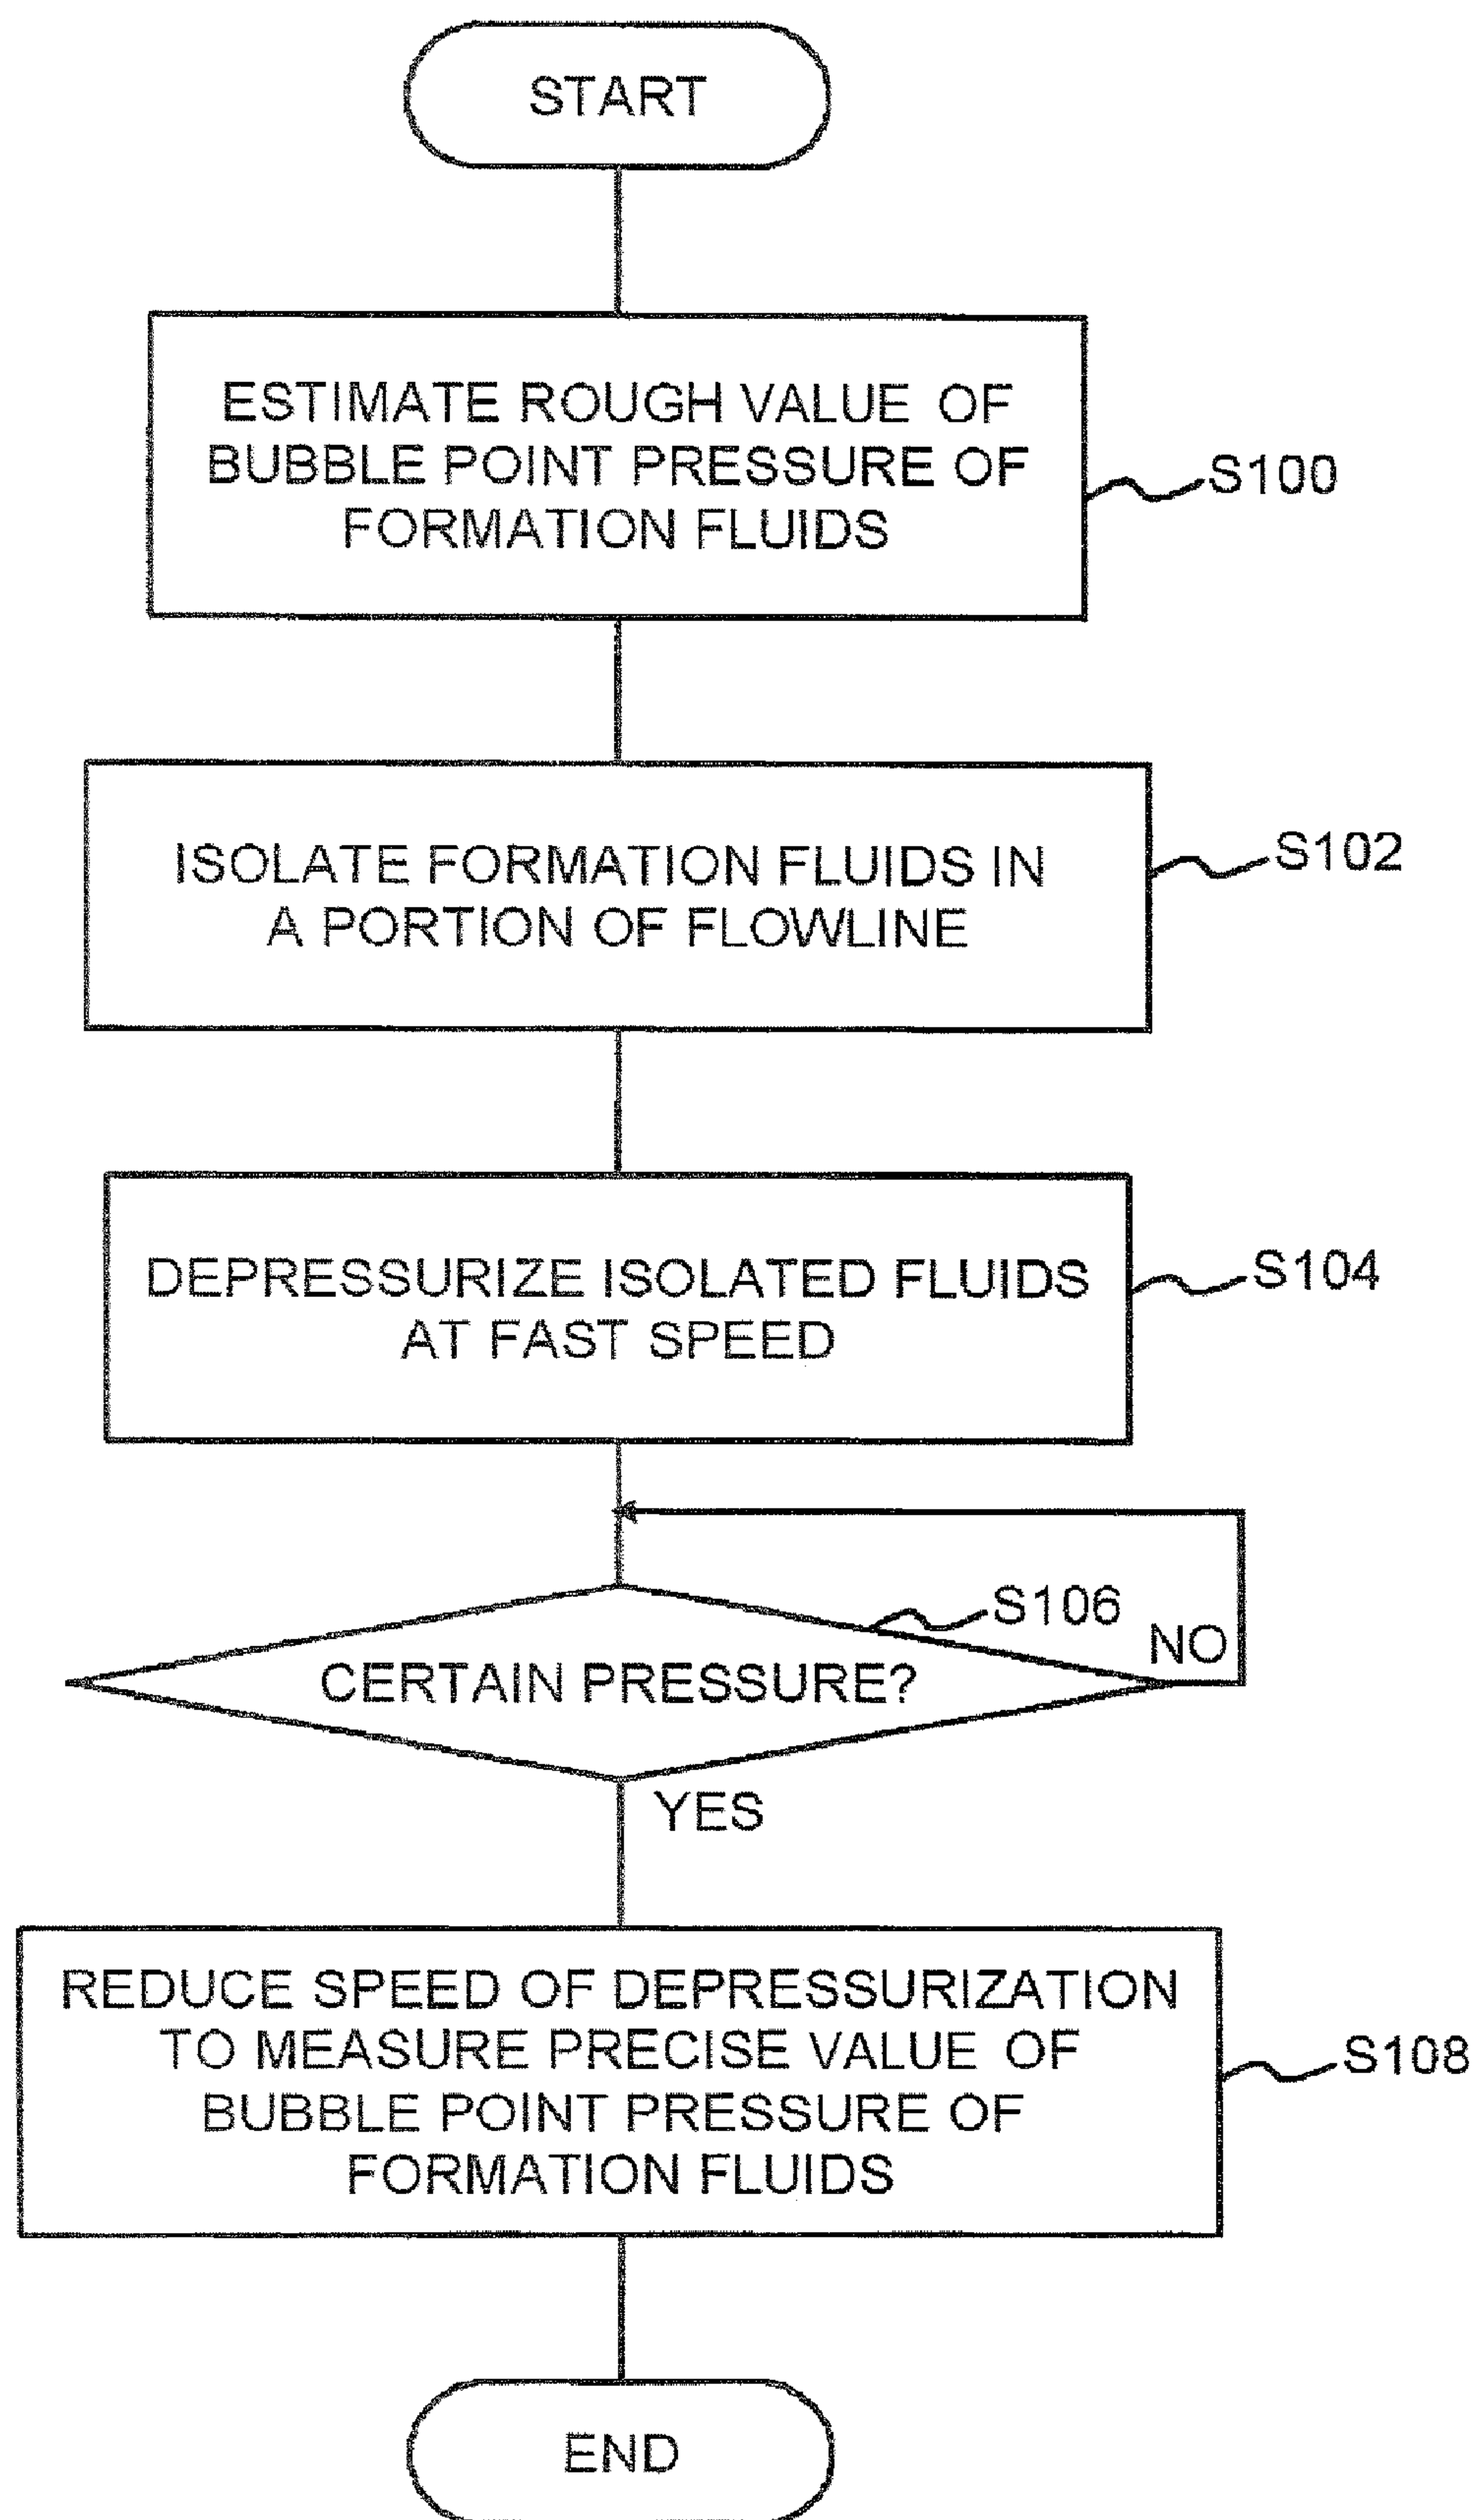 START
ESTIMATE ROUGH VALUE OF
BUBBLE POINT PRESSURE OF
FORMATION FLUIDS
S100
ISOLATE FORMATION FLUIDS IN
A PORTION OF FLOWLINE
S102
DEPRESSURIZE ISOLATED FLUIDS
AT FAST SPEED
S104
S106
NO
CERTAIN PRESSURE?
YES
REDUCE SPEED OF DEPRESSURIZATION
TO MEASURE PRECISE VALUE OF
BUBBLE POINT PRESSURE OF
FORMATION FLUIDS
S108
END